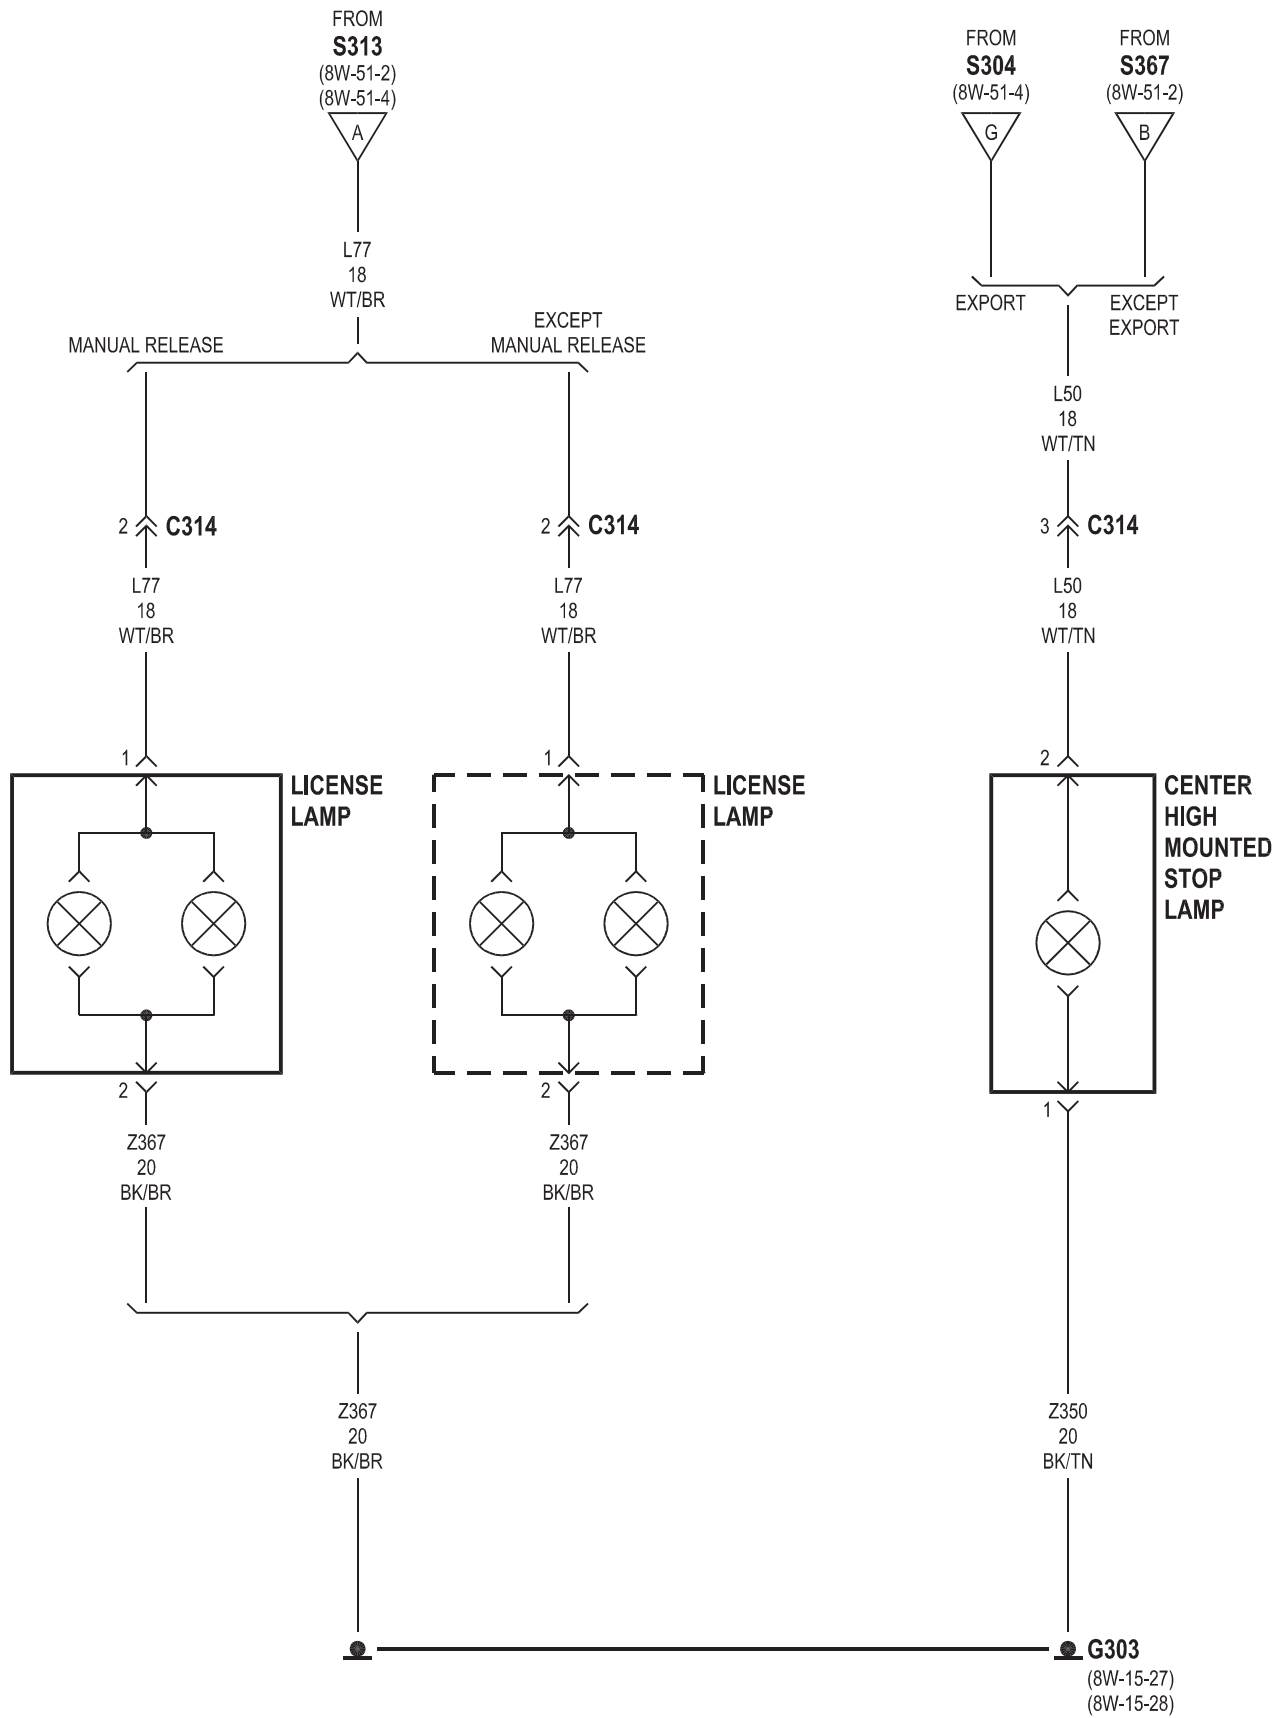 FROM
S313
(8W-51-2)
(8W-51-4)
A
FROM
S304
(8W-51-4)
G
FROM
S367
(8W-51-2)
B
L77
18
WT/BR
EXPORT
EXCEPT
EXPORT
MANUAL RELEASE
EXCEPT
MANUAL RELEASE
L50
18
WT/TN
2 C314
2 C314
3 C314
L77
18
WT/BR
L77
18
WT/BR
L50
18
WT/TN
1
LICENSE
LAMP
1
LICENSE
LAMP
2
CENTER
HIGH
MOUNTED
STOP
LAMP
2
2
1
Z367
20
BK/BR
Z367
20
BK/BR
Z367
20
BK/BR
Z350
20
BK/TN
G303
(8W-15-27)
(8W-15-28)